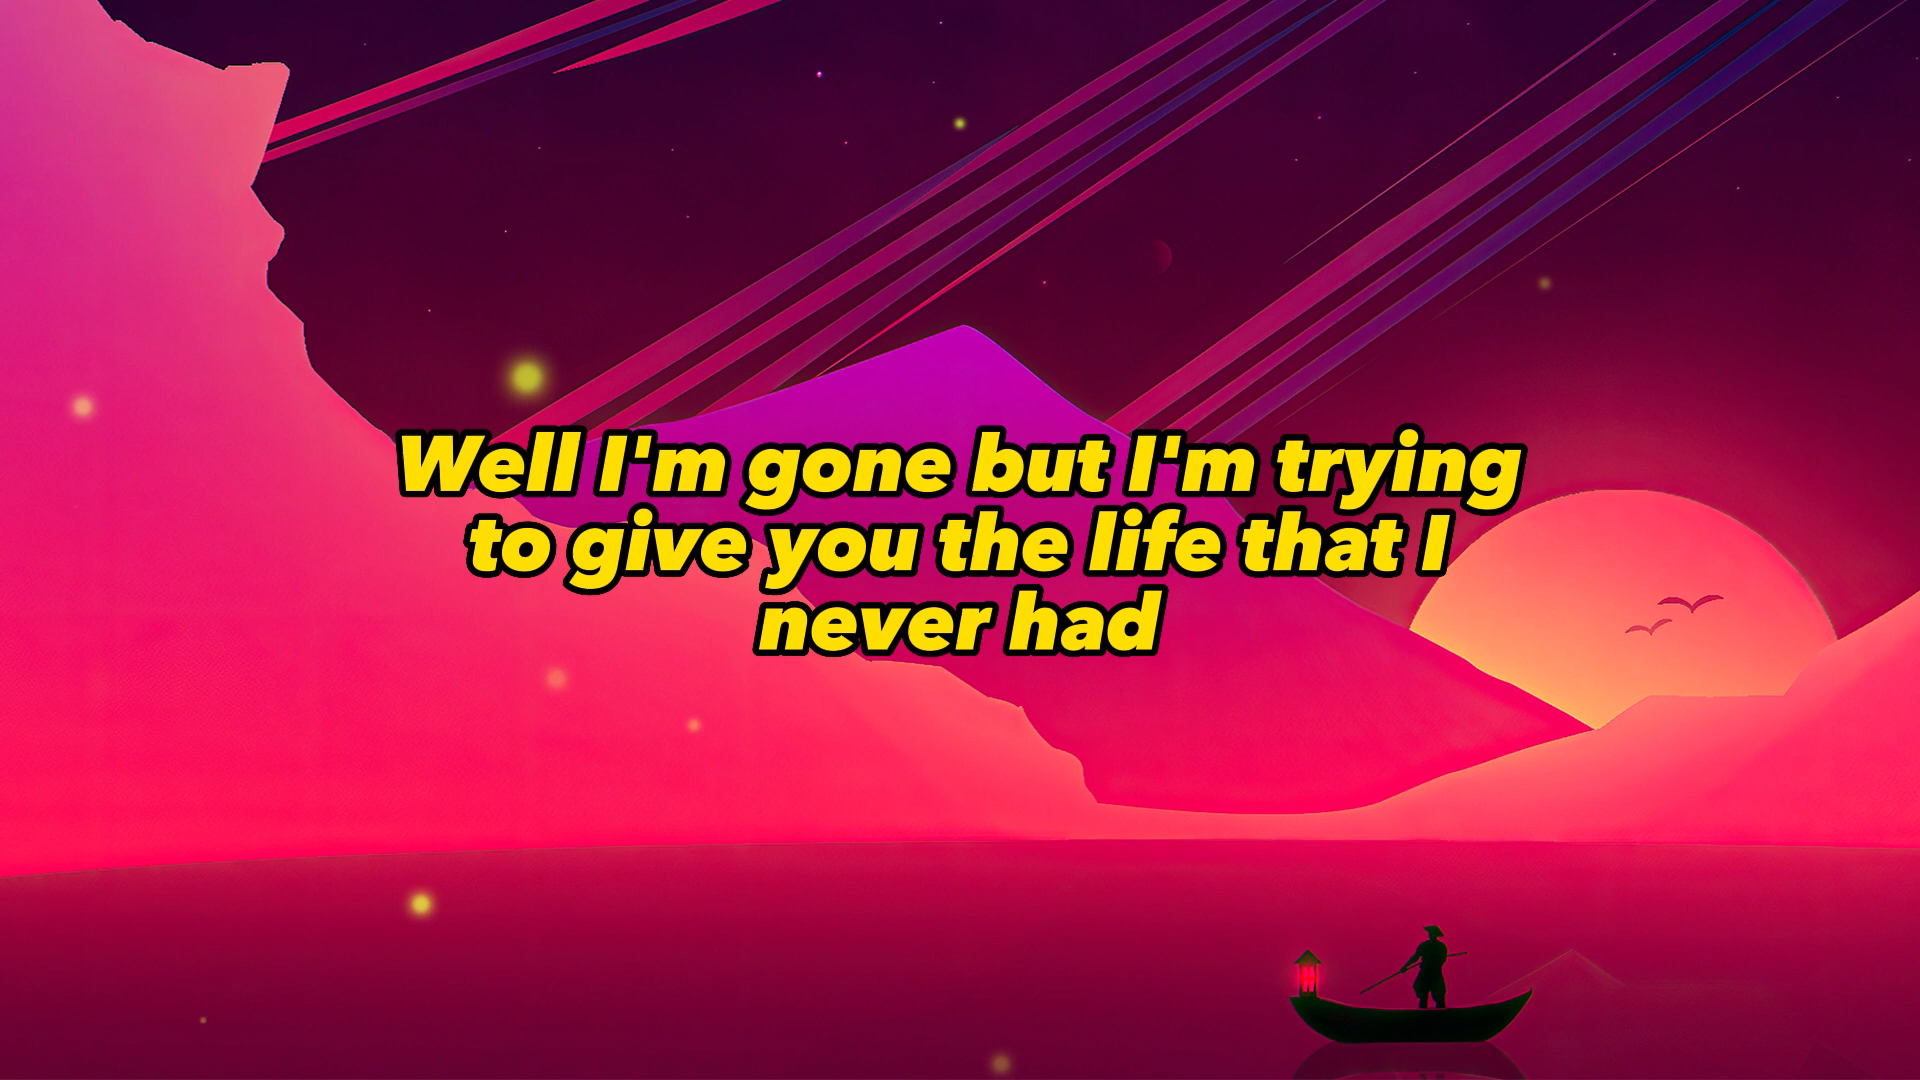 Well I'm gone but I'm trying
to give you the life that I
never had